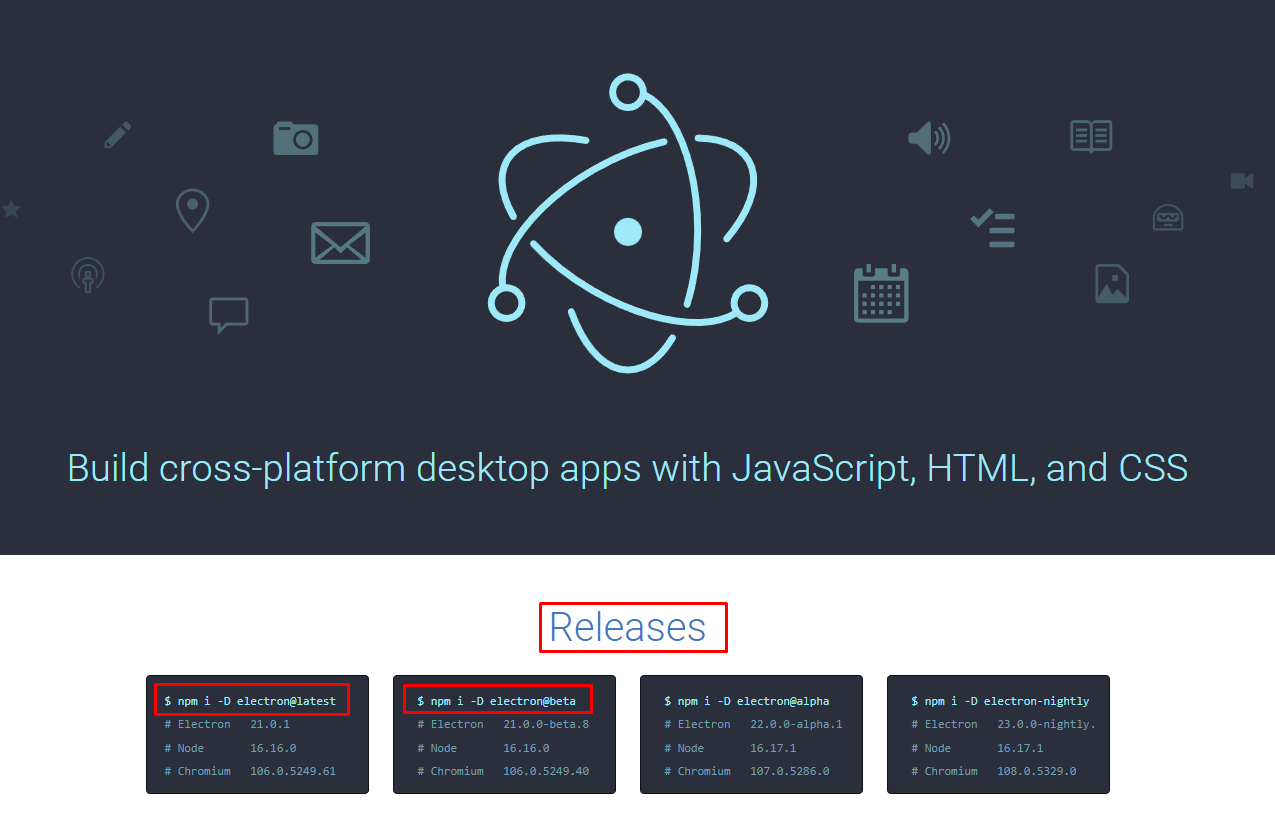 Build cross-platform desktop apps with JavaScript, HTML, and CSS
Releases
$ npm i -D electron@latest
# Electron 21.0.1
# Node 16.16.0
# Chromium 106.0.5249.61
$ npm i -D electron@beta
# Electron 21.0.0-beta.8
# Node 16.16.0
# Chromium 106.0.5249.40
$ npm i -D electron@alpha
# Electron 22.0.0-alpha.1
# Node 16.17.1
# Chromium 107.0.5286.0
$ npm i -D electron-nightly
# Electron 23.0.0-nightly.
# Node 16.17.1
# Chromium 108.0.5329.0